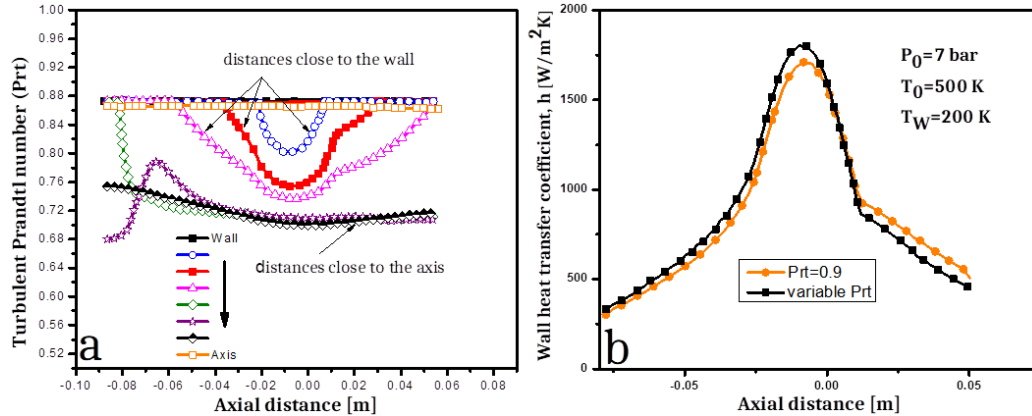 Turbulent Prandtl number (Prt)
1.00
0.96
0.92
0.88
0.84
0.80
0.76
0.72
0.68
0.64
0.60
0.56
0.52
distances close to the wall
distances close to the axis
Wall
Axis
a
-0.10 -0.08 -0.06 -0.04 -0.02 0.00 0.02 0.04 0.06 0.08
Axial distance [m]
Wall heat transfer coefficient, h [W/m²K]
2000
1750
1500
1250
1000
750
500
250
0
P0=7 bar
T0=500 K
TW=200 K
Prt=0.9
variable Prt
b
-0.05 0.00 0.05
Axial distance [m]